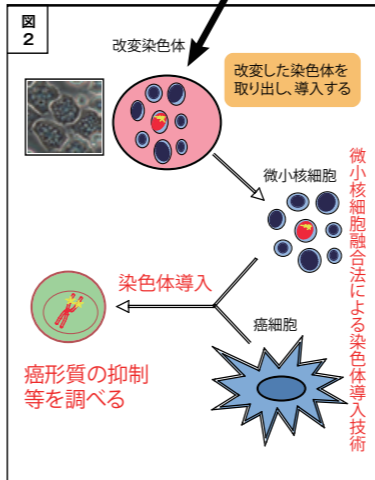 図
2
改変染色体
改変した染色体を
取り出し、導入する
微小核細胞
微小核細胞融合法による染色体導入技術
染色体導入
癌細胞
癌形質の抑制
等を調べる